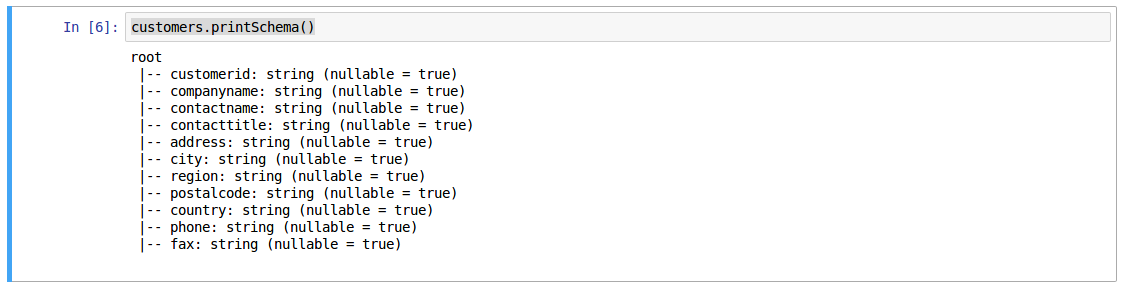 In [6]: customers.printSchema()
root
|-- customerid: string (nullable = true)
|-- companyname: string (nullable = true)
|-- contactname: string (nullable = true)
|-- contacttitle: string (nullable = true)
|-- address: string (nullable = true)
|-- city: string (nullable = true)
|-- region: string (nullable = true)
|-- postalcode: string (nullable = true)
|-- country: string (nullable = true)
|-- phone: string (nullable = true)
|-- fax: string (nullable = true)